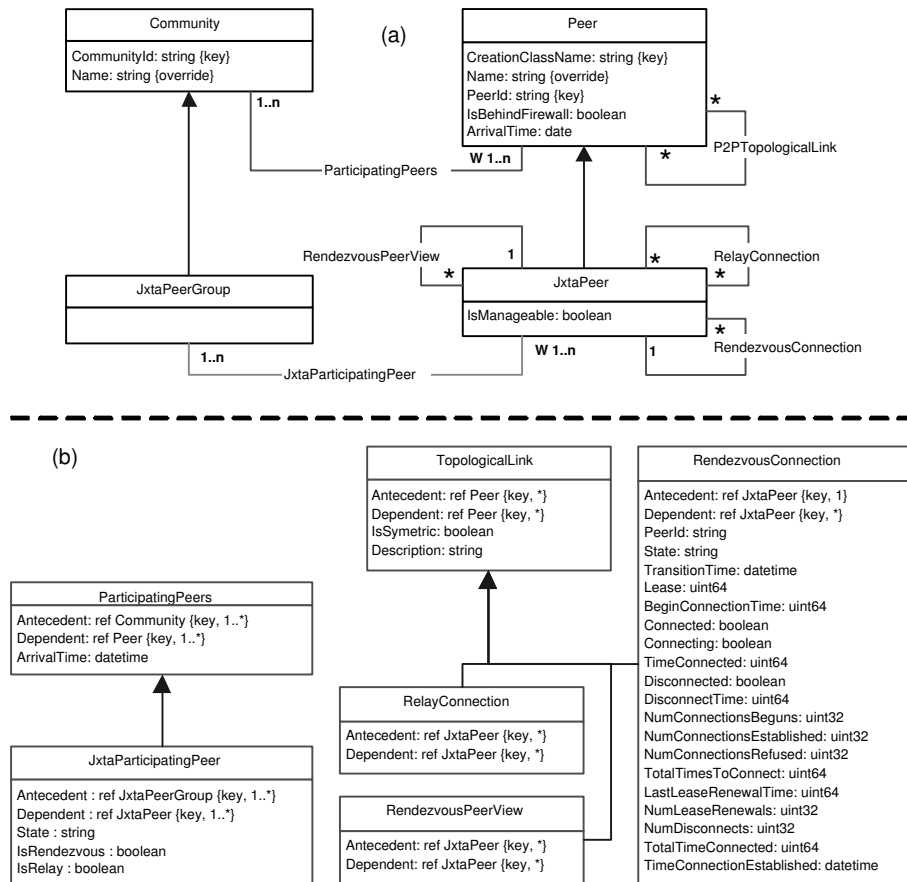 (a)
Community
CommunityId: string {key}
Name: string {override}
1..n
Peer
CreationClassName: string {key}
Name: string {override}
PeerId: string {key}
IsBehindFirewall: boolean
ArrivalTime: date
*
*
P2PTopologicalLink
W 1..n
ParticipatingPeers
RendezvousPeerView
*
1
*
RelayConnection
*
JxtaPeerGroup
1..n
JxtaPeer
IsManageable: boolean
*
1
RendezvousConnection
W 1..n
JxtaParticipatingPeer
(b)
TopologicalLink
Antecedent: ref Peer {key, *}
Dependent: ref Peer {key, *}
IsSymetric: boolean
Description: string
RendezvousConnection
Antecedent: ref JxtaPeer {key, 1}
Dependent: ref JxtaPeer {key, *}
PeerId: string
State: string
TransitionTime: datetime
Lease: uint64
BeginConnectionTime: uint64
Connected: boolean
Connecting: boolean
TimeConnected: uint64
Disconnected: boolean
DisconnectTime: uint64
NumConnectionsBeguns: uint32
NumConnectionsEstablished: uint32
NumConnectionsRefused: uint32
TotalTimesToConnect: uint64
LastLeaseRenewalTime: uint64
NumLeaseRenewals: uint32
NumDisconnects: uint32
TotalTimeConnected: uint64
TimeConnectionEstablished: datetime
ParticipatingPeers
Antecedent: ref Community {key, 1..*}
Dependent: ref Peer {key, 1..*}
ArrivalTime: datetime
RelayConnection
Antecedent: ref JxtaPeer {key, *}
Dependent: ref JxtaPeer {key, *}
JxtaParticipatingPeer
Antecedent : ref JxtaPeerGroup {key, 1..*}
Dependent : ref JxtaPeer {key, 1..*}
State : string
IsRendezvous : boolean
IsRelay : boolean
RendezvousPeerView
Antecedent: ref JxtaPeer {key, *}
Dependent: ref JxtaPeer {key, *}